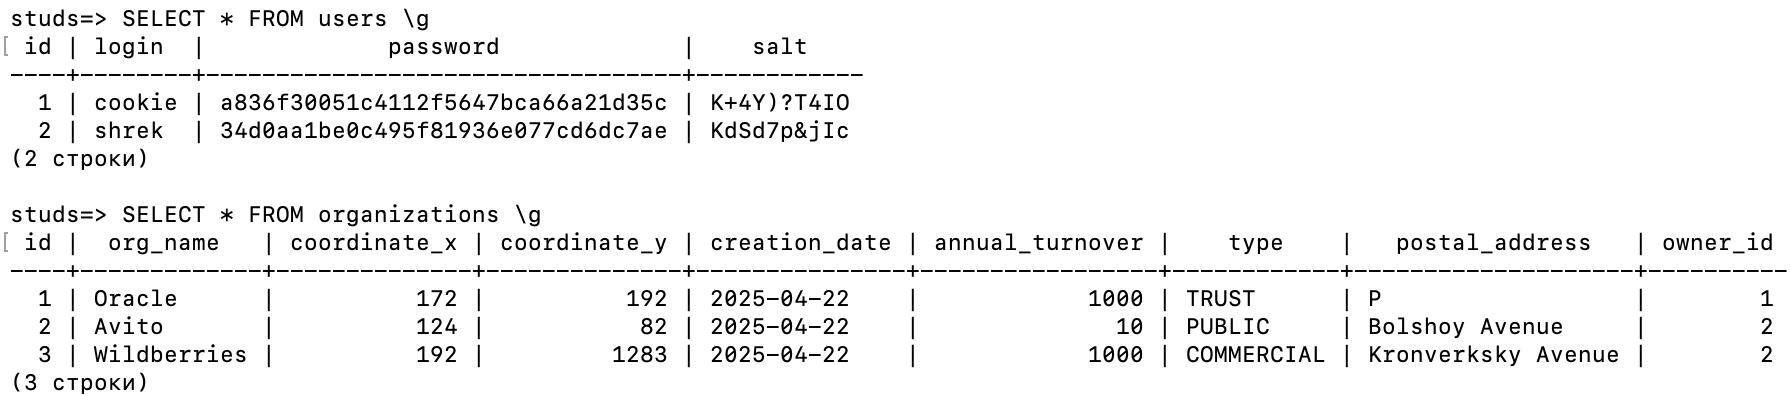 studs=> SELECT * FROM users \g
 id | login  |             password             |    salt
----+--------+----------------------------------+------------
  1 | cookie | a836f30051c4112f5647bca66a21d35c | K+4Y)?T4IO
  2 | shrek  | 34d0aa1be0c495f81936e077cd6dc7ae | KdSd7p&jIc
(2 строки)

studs=> SELECT * FROM organizations \g
 id |  org_name   | coordinate_x | coordinate_y | creation_date | annual_turnover |    type    |   postal_address   | owner_id
----+-------------+--------------+--------------+---------------+-----------------+------------+--------------------+----------
  1 | Oracle      |          172 |          192 | 2025-04-22    |            1000 | TRUST      | P                  |        1
  2 | Avito       |          124 |           82 | 2025-04-22    |              10 | PUBLIC     | Bolshoy Avenue     |        2
  3 | Wildberries |          192 |         1283 | 2025-04-22    |            1000 | COMMERCIAL | Kronverksky Avenue |        2
(3 строки)